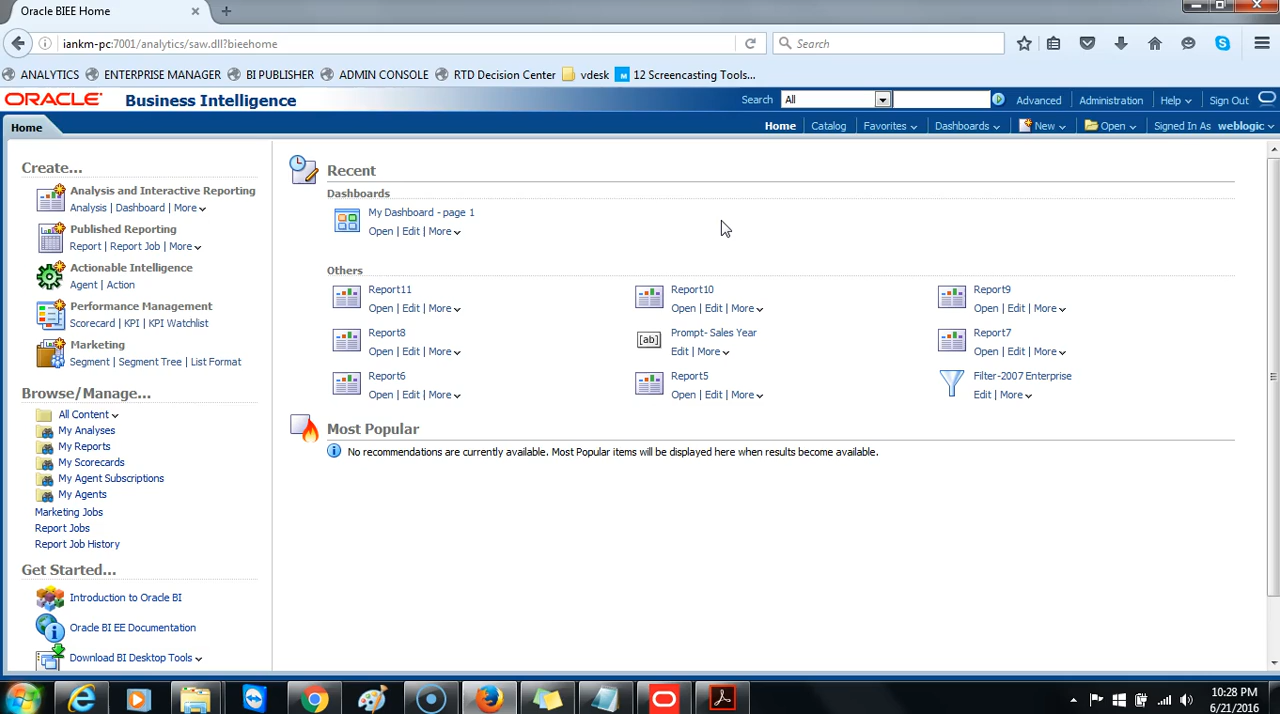 Oracle BIEE Home
iankm-pc:7001/analytics/saw.dll?bieehome
Search
ANALYTICS ENTERPRISE MANAGER BI PUBLISHER ADMIN CONSOLE RTD Decision Center vdesk m 12 Screencasting Tools...
ORACLE Business Intelligence
Search All Advanced Administration Help Sign Out
Home
Home Catalog Favorites Dashboards New Open Signed In As weblogic
Create...
Analysis and Interactive Reporting
Analysis | Dashboard | More
Published Reporting
Report | Report Job | More
Actionable Intelligence
Agent | Action
Performance Management
Scorecard | KPI | KPI Watchlist
Marketing
Segment | Segment Tree | List Format
Browse/Manage...
All Content
My Analyses
My Reports
My Scorecards
My Agent Subscriptions
My Agents
Marketing Jobs
Report Jobs
Report Job History
Get Started...
Introduction to Oracle BI
Oracle BI EE Documentation
Download BI Desktop Tools
Recent
Dashboards
My Dashboard - page 1
Open | Edit | More
Others
Report11 Report10 Report9
Open | Edit | More Open | Edit | More Open | Edit | More
Report8 [ab] Prompt- Sales Year Report7
Open | Edit | More Edit | More Open | Edit | More
Report6 Report5 Filter-2007 Enterprise
Open | Edit | More Open | Edit | More Edit | More
Most Popular
No recommendations are currently available. Most Popular items will be displayed here when results become available.
10:28 PM
6/21/2016